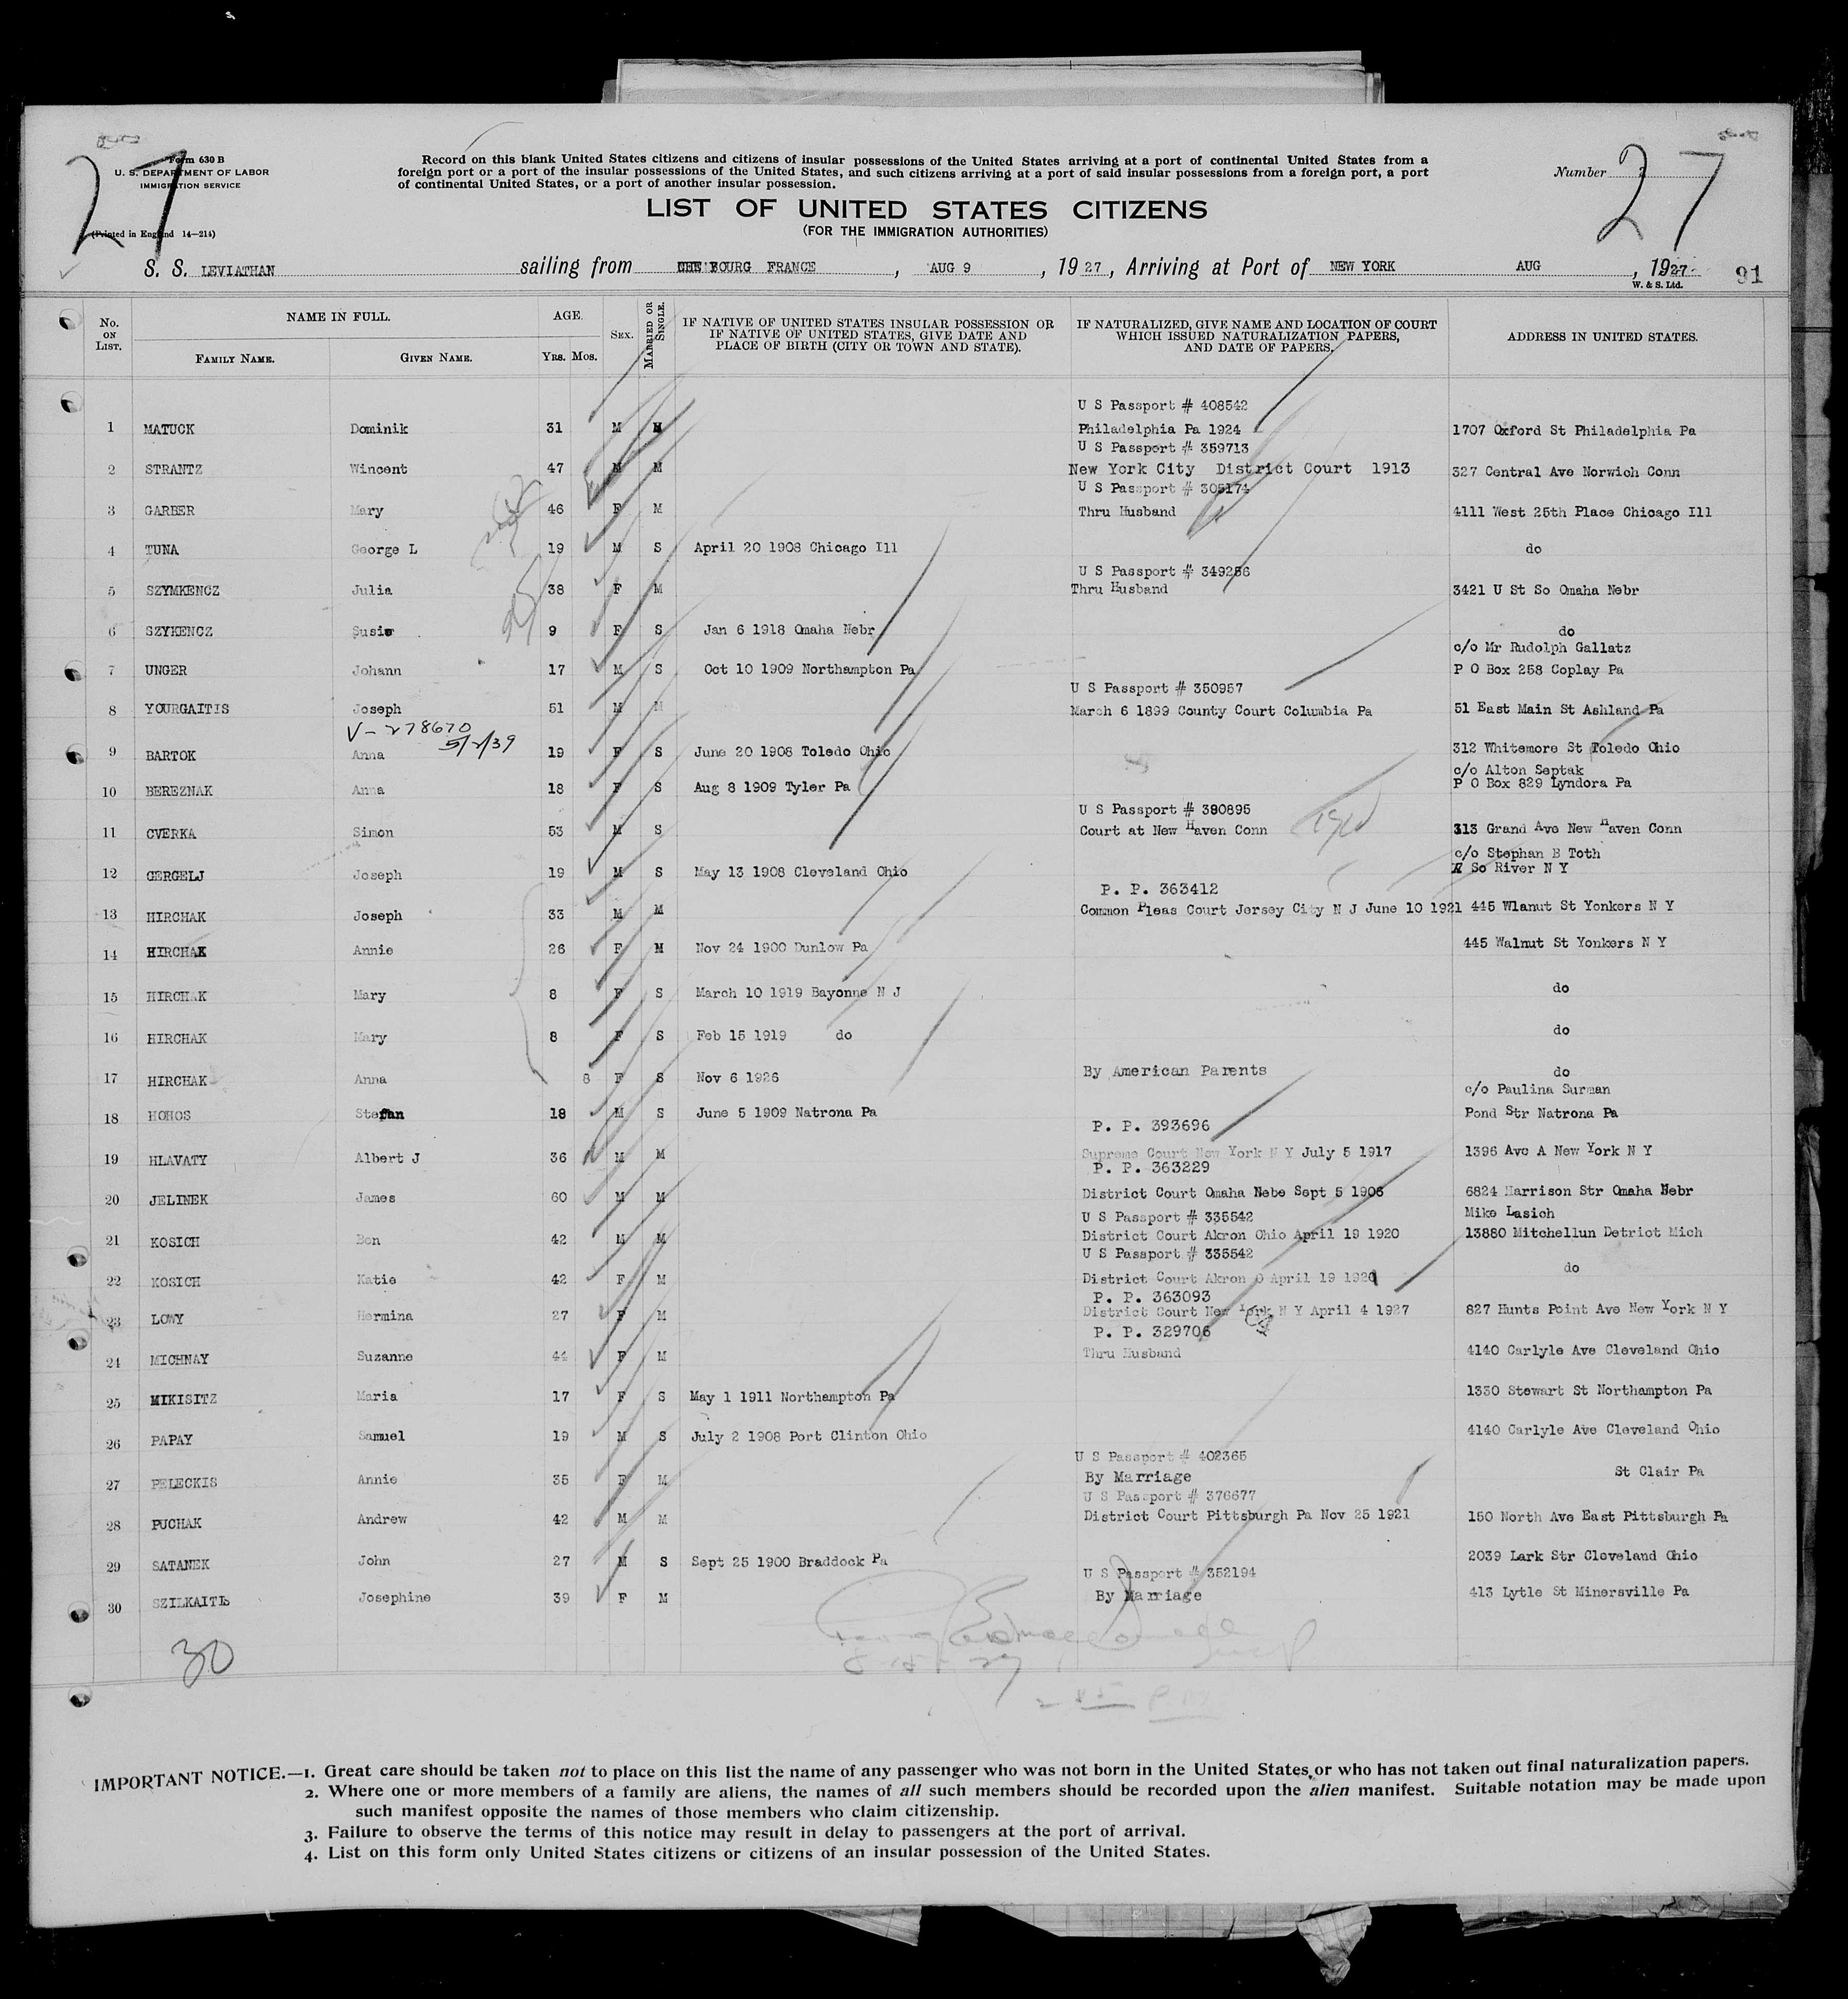 27
Form 630 B
U. S. DEPARTMENT OF LABOR
IMMIGRATION SERVICE
(Printed in England 14—214)
Record on this blank United States citizens and citizens of insular possessions of the United States arriving at a port of continental United States from a
foreign port or a port of the insular possessions of the United States, and such citizens arriving at a port of said insular possessions from a foreign port, a port
of continental United States, or a port of another insular possession.
Number 27
LIST OF UNITED STATES CITIZENS
(FOR THE IMMIGRATION AUTHORITIES)
S. S. LEVIATHAN sailing from CHERBOURG FRANCE, AUG 9, 1927, Arriving at Port of NEW YORK AUG, 1927
W. & S. Ltd.
91
No. ON LIST. NAME IN FULL. FAMILY NAME. GIVEN NAME. AGE. YRS. MOS. SEX. MARRIED OR SINGLE. IF NATIVE OF UNITED STATES INSULAR POSSESSION OR IF NATIVE OF UNITED STATES, GIVE DATE AND PLACE OF BIRTH (CITY OR TOWN AND STATE). IF NATURALIZED, GIVE NAME AND LOCATION OF COURT WHICH ISSUED NATURALIZATION PAPERS, AND DATE OF PAPERS. ADDRESS IN UNITED STATES.
U S Passport # 408542
1 MATUCK Dominik 31 M M Philadelphia Pa 1924 1707 Oxford St Philadelphia Pa
U S Passport # 359713
2 STRANTZ Wincent 47 M M New York City District Court 1913 327 Central Ave Norwich Conn
U S Passport # 305174
3 GARBER Mary 46 F M Thru Husband 4111 West 25th Place Chicago Ill
4 TUNA George L 19 M S April 20 1908 Chicago Ill do
U S Passport # 349256
5 SZYMKENCZ Julia 38 F M Thru Husband 3421 U St So Omaha Nebr
6 SZYKENCZ Susie 9 F S Jan 6 1918 Omaha Nebr do
c/o Mr Rudolph Gallatz
7 UNGER Johann 17 M S Oct 10 1909 Northampton Pa P O Box 258 Coplay Pa
U S Passport # 350957
8 YOURGAITIS Joseph 51 M M March 6 1899 County Court Columbia Pa 51 East Main St Ashland Pa
V-278670
5/2/39
9 BARTOK Anna 19 F S June 20 1908 Toledo Ohio 312 Whitemore St Toledo Ohio
c/o Alton Septak
10 BEREZNAK Anna 18 F S Aug 8 1909 Tyler Pa P O Box 829 Lyndora Pa
U S Passport # 390895
11 CVERKA Simon 53 M S Court at New Haven Conn 313 Grand Ave New Haven Conn
c/o Stephan B Toth
12 GERGELJ Joseph 19 M S May 13 1908 Cleveland Ohio So River N Y
P. P. 363412
13 HIRCHAK Joseph 33 M M Common Pleas Court Jersey City N J June 10 1921 445 Wlanut St Yonkers N Y
14 HIRCHAK Annie 26 F M Nov 24 1900 Dunlow Pa 445 Walnut St Yonkers N Y
15 HIRCHAK Mary 8 F S March 10 1919 Bayonne N J do
16 HIRCHAK Mary 8 F S Feb 15 1919 do do
17 HIRCHAK Anna 8 F S Nov 6 1926 By American Parents do
c/o Paulina Surman
18 HOHOS Stefan 18 M S June 5 1909 Natrona Pa Pond Str Natrona Pa
P. P. 393696
19 HLAVATY Albert J 36 M M Supreme Court New York N Y July 5 1917 1396 Ave A New York N Y
P. P. 363229
20 JELINEK James 60 M M District Court Omaha Nebe Sept 5 1906 6824 Harrison Str Omaha Nebr
U S Passport # 335542 Mike Lasich
21 KOSICH Ben 42 M M District Court Akron Ohio April 19 1920 13880 Mitchellun Detriot Mich
U S Passport # 335542
22 KOSICH Katie 42 F M District Court Akron O April 19 1920 do
P. P. 363093
23 LOWY Hermina 27 F M District Court New York N Y April 4 1927 827 Hunts Point Ave New York N Y
P. P. 329706
24 MICHNAY Suzanne 44 F M Thru Husband 4140 Carlyle Ave Cleveland Ohio
25 MIKISITZ Maria 17 F S May 1 1911 Northampton Pa 1330 Stewart St Northampton Pa
26 PAPAY Samuel 19 M S July 2 1908 Port Clinton Ohio 4140 Carlyle Ave Cleveland Ohio
U S Passport # 402365
27 PELECKIS Annie 35 F M By Marriage St Clair Pa
U S Passport # 376677
28 PUCHAK Andrew 42 M M District Court Pittsburgh Pa Nov 25 1921 150 North Ave East Pittsburgh Pa
29 SATANEK John 27 M S Sept 25 1900 Braddock Pa 2039 Lark Str Cleveland Ohio
U S Passport # 352194
30 SZILKAITIS Josephine 39 F M By Marriage 413 Lytle St Minersville Pa
30
IMPORTANT NOTICE.—1. Great care should be taken not to place on this list the name of any passenger who was not born in the United States, or who has not taken out final naturalization papers.
2. Where one or more members of a family are aliens, the names of all such members should be recorded upon the alien manifest. Suitable notation may be made upon
such manifest opposite the names of those members who claim citizenship.
3. Failure to observe the terms of this notice may result in delay to passengers at the port of arrival.
4. List on this form only United States citizens or citizens of an insular possession of the United States.